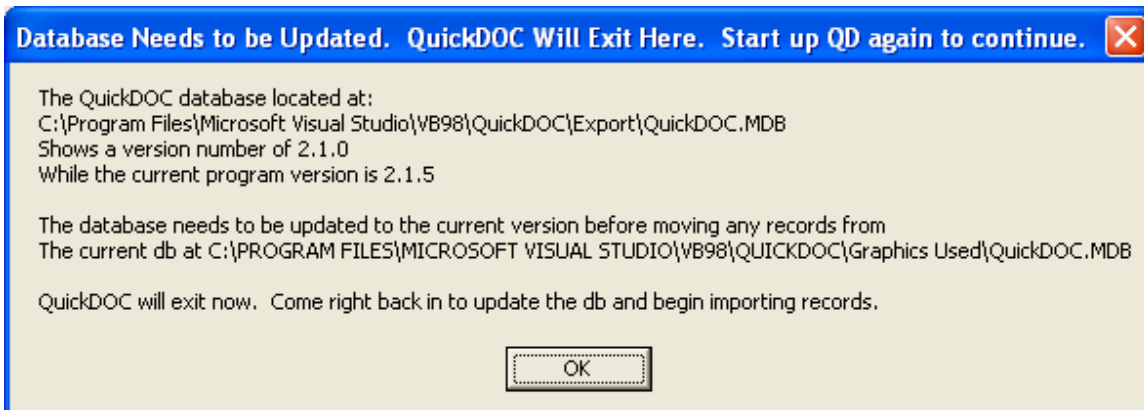 Database Needs to be Updated.  QuickDOC Will Exit Here.  Start up QD again to continue.
The QuickDOC database located at:
C:\Program Files\Microsoft Visual Studio\VB98\QuickDOC\Export\QuickDOC.MDB
Shows a version number of 2.1.0
While the current program version is 2.1.5
The database needs to be updated to the current version before moving any records from
The current db at C:\PROGRAM FILES\MICROSOFT VISUAL STUDIO\VB98\QUICKDOC\Graphics Used\QuickDOC.MDB
QuickDOC will exit now.  Come right back in to update the db and begin importing records.
OK